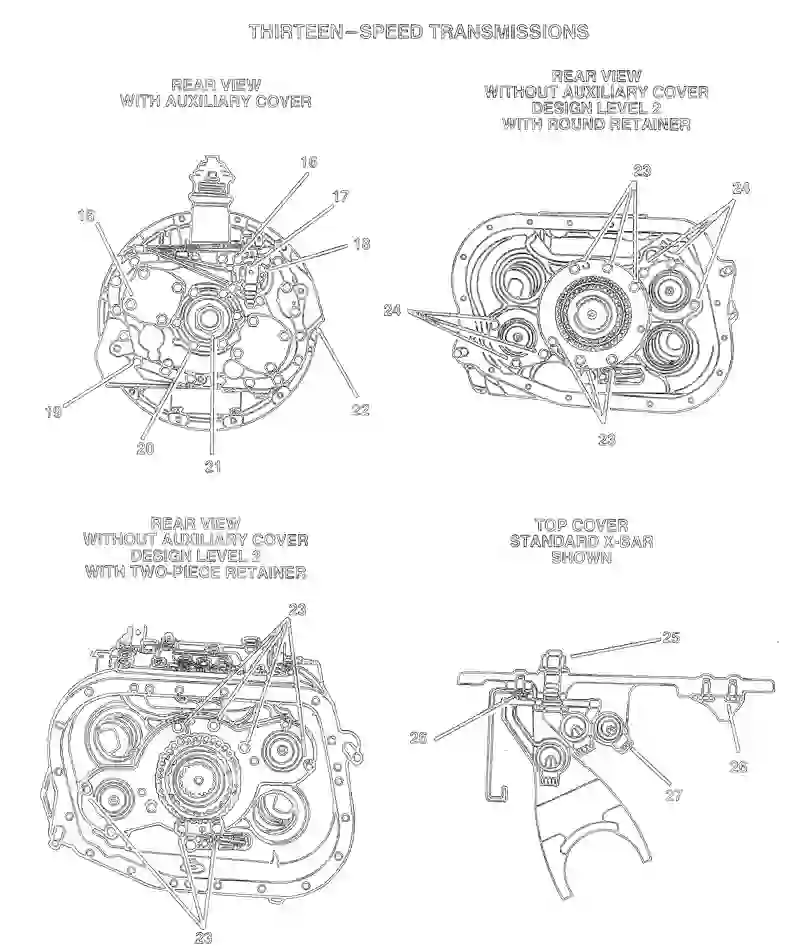 THIRTEEN-SPEED TRANSMISSIONS
REAR VIEW
WITH AUXILIARY COVER
REAR VIEW
WITHOUT AUXILIARY COVER
DESIGN LEVEL 2
WITH ROUND RETAINER
16
17
18
15
19
20
21
22
23
24
24
23
REAR VIEW
WITHOUT AUXILIARY COVER
DESIGN LEVEL 3
WITH TWO-PIECE RETAINER
23
23
TOP COVER
STANDARD X-BAR
SHOWN
25
26
26
27